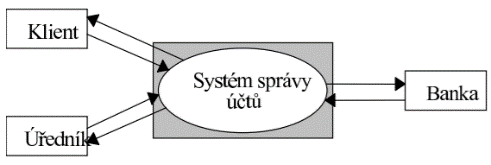 Klient
Systém správy
účtů
Banka
Úředník